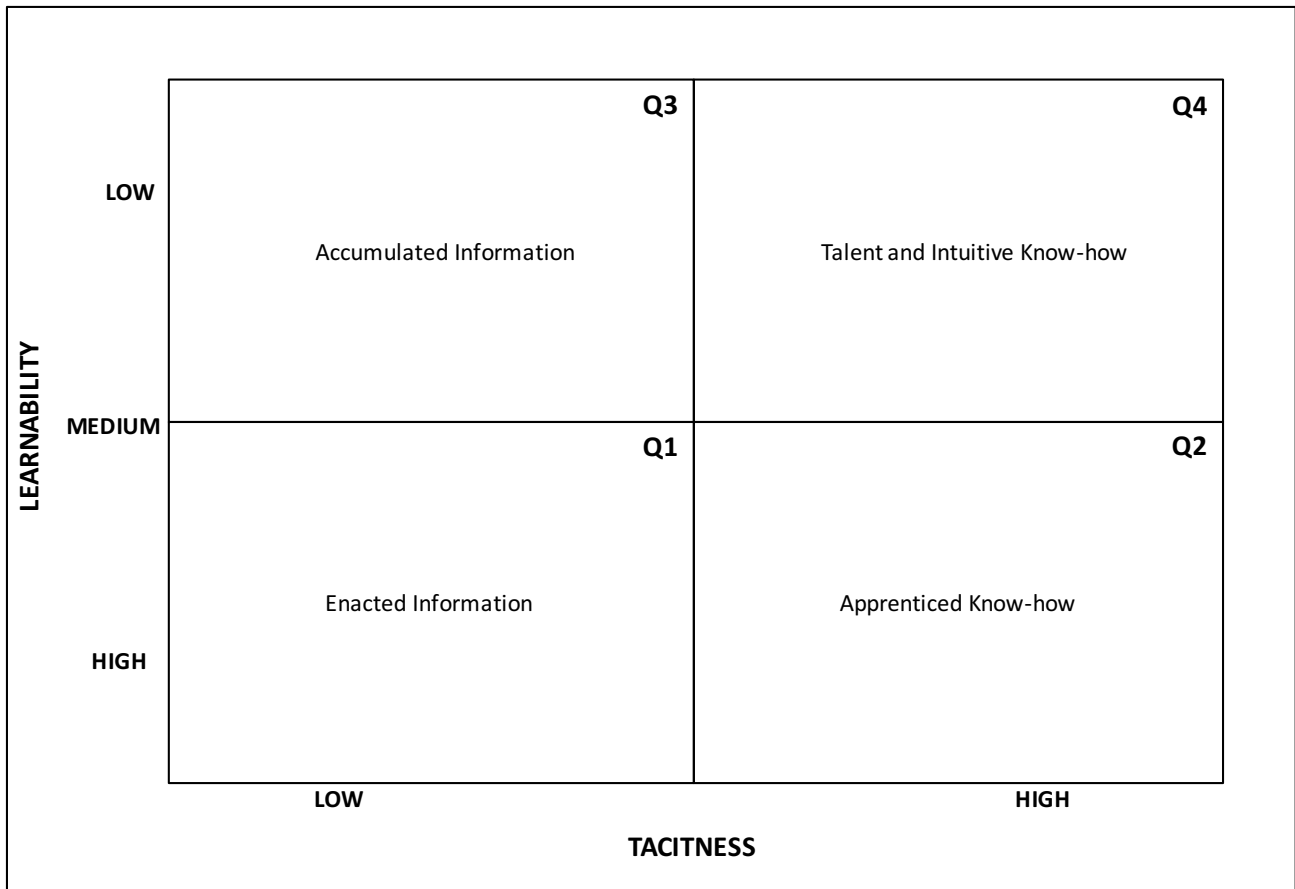 Q3
Q4
LOW
Accumulated Information
Talent and Intuitive Know-how
LEARNABILITY
MEDIUM
Q1
Q2
Enacted Information
Apprenticed Know-how
HIGH
LOW
HIGH
TACITNESS